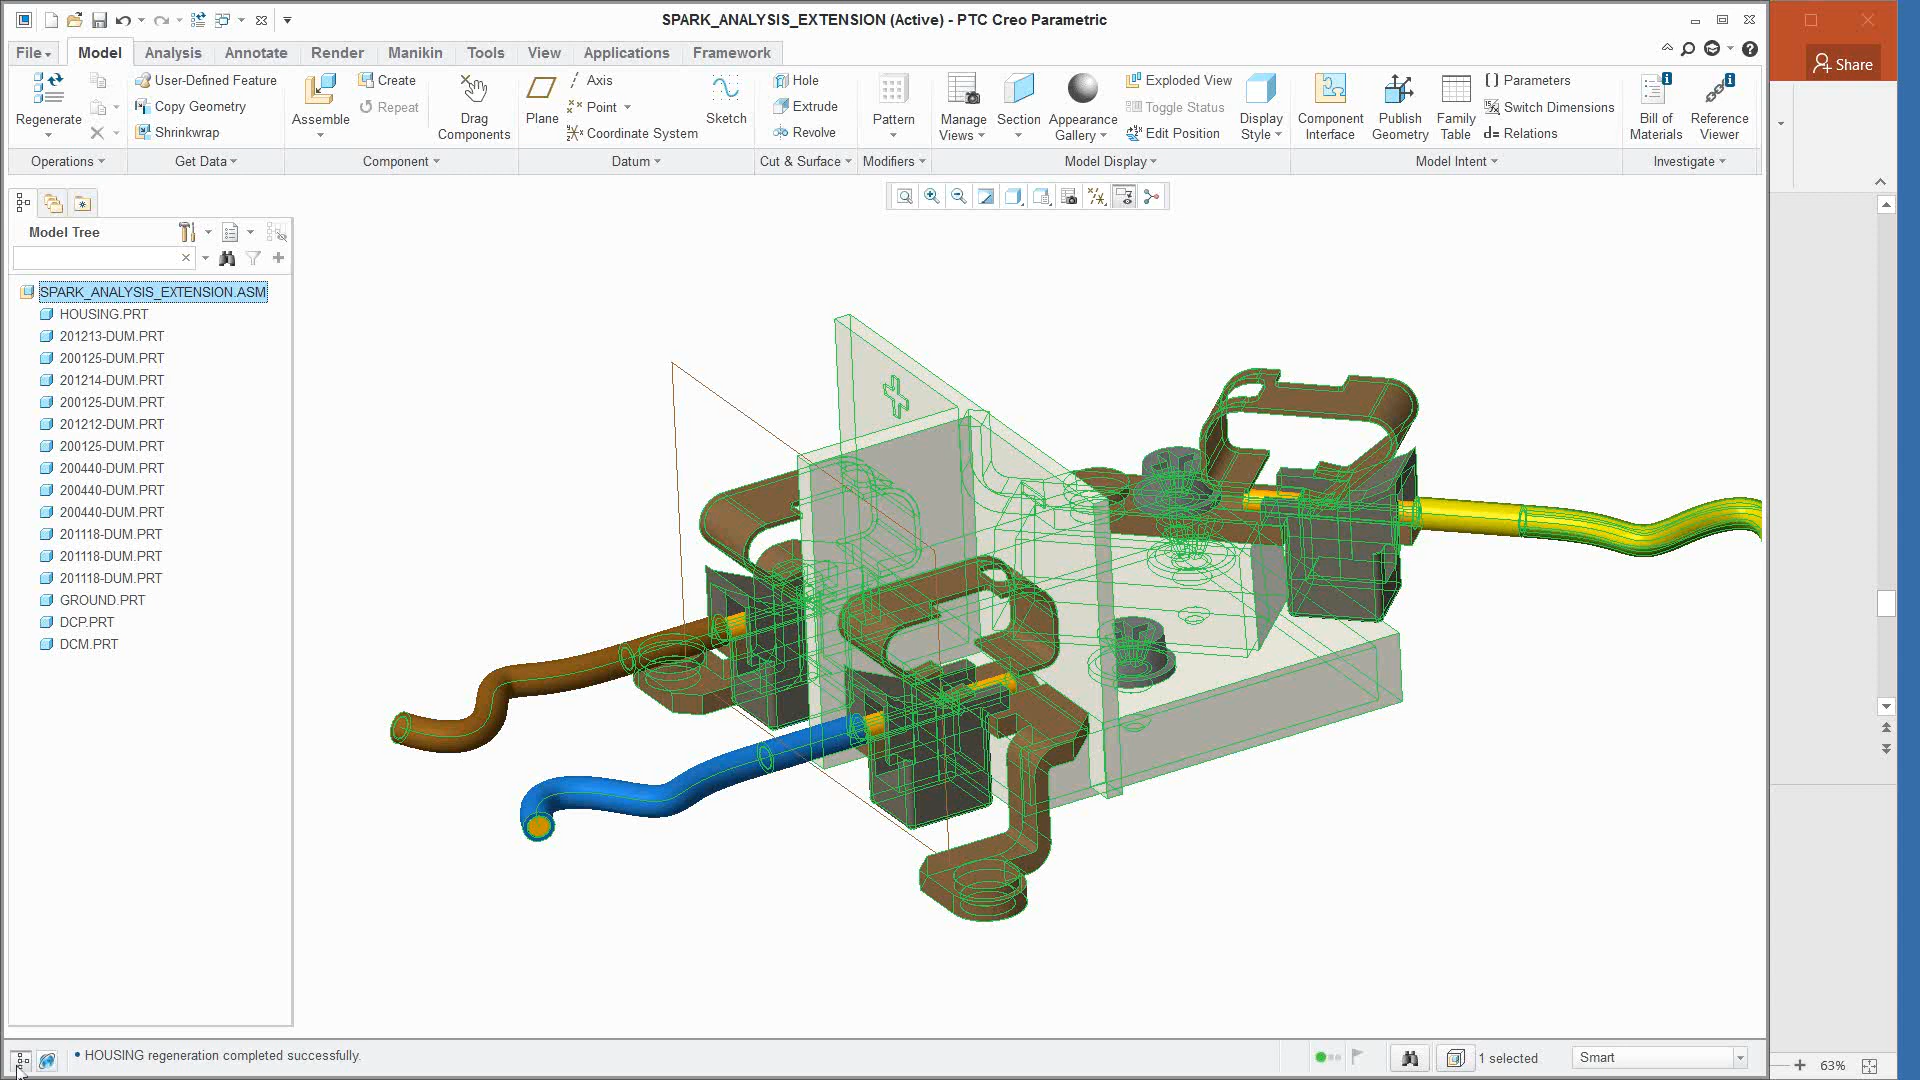 SPARK_ANALYSIS_EXTENSION (Active) - PTC Creo Parametric
File Model Analysis Annotate Render Manikin Tools View Applications Framework
Share
Regenerate
User-Defined Feature
Copy Geometry
Shrinkwrap
Assemble
Create
Repeat
Drag Components
Plane
Axis
Point
Coordinate System
Sketch
Hole
Extrude
Revolve
Pattern
Manage Views
Section
Appearance Gallery
Exploded View
Toggle Status
Edit Position
Display Style
Component Interface
Publish Geometry
Family Table
Parameters
Switch Dimensions
d= Relations
Bill of Materials
Reference Viewer
Operations Get Data Component Datum Cut & Surface Modifiers Model Display Model Intent Investigate
Model Tree
SPARK_ANALYSIS_EXTENSION.ASM
HOUSING.PRT
201213-DUM.PRT
200125-DUM.PRT
201214-DUM.PRT
200125-DUM.PRT
201212-DUM.PRT
200125-DUM.PRT
200440-DUM.PRT
200440-DUM.PRT
200440-DUM.PRT
201118-DUM.PRT
201118-DUM.PRT
201118-DUM.PRT
GROUND.PRT
DCP.PRT
DCM.PRT
• HOUSING regeneration completed successfully.
1 selected
Smart
63%